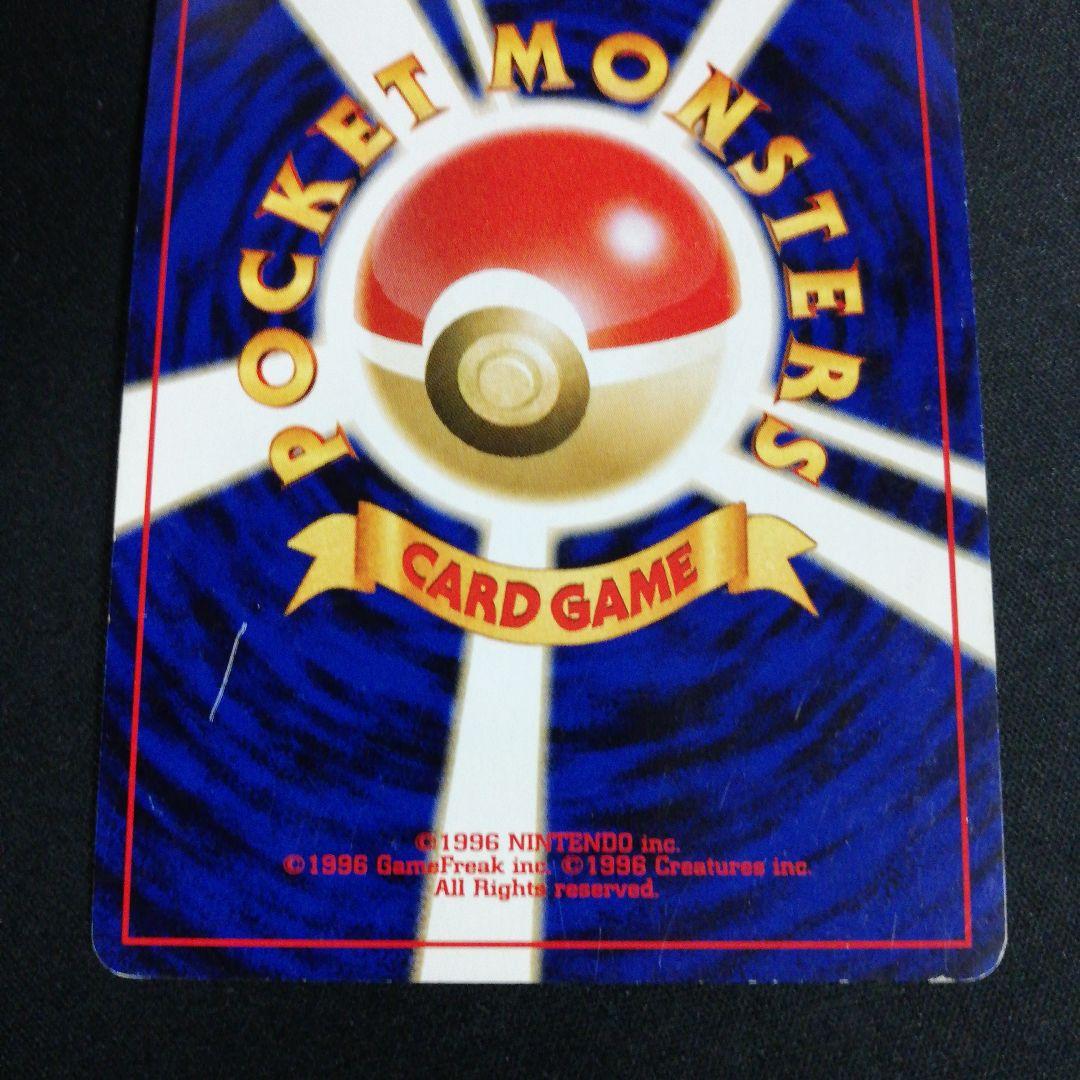 POCKET MONSTERS
CARD GAME
©1996 NINTENDO inc.
©1996 GameFreak inc. ©1996 Creatures inc.
All Rights reserved.